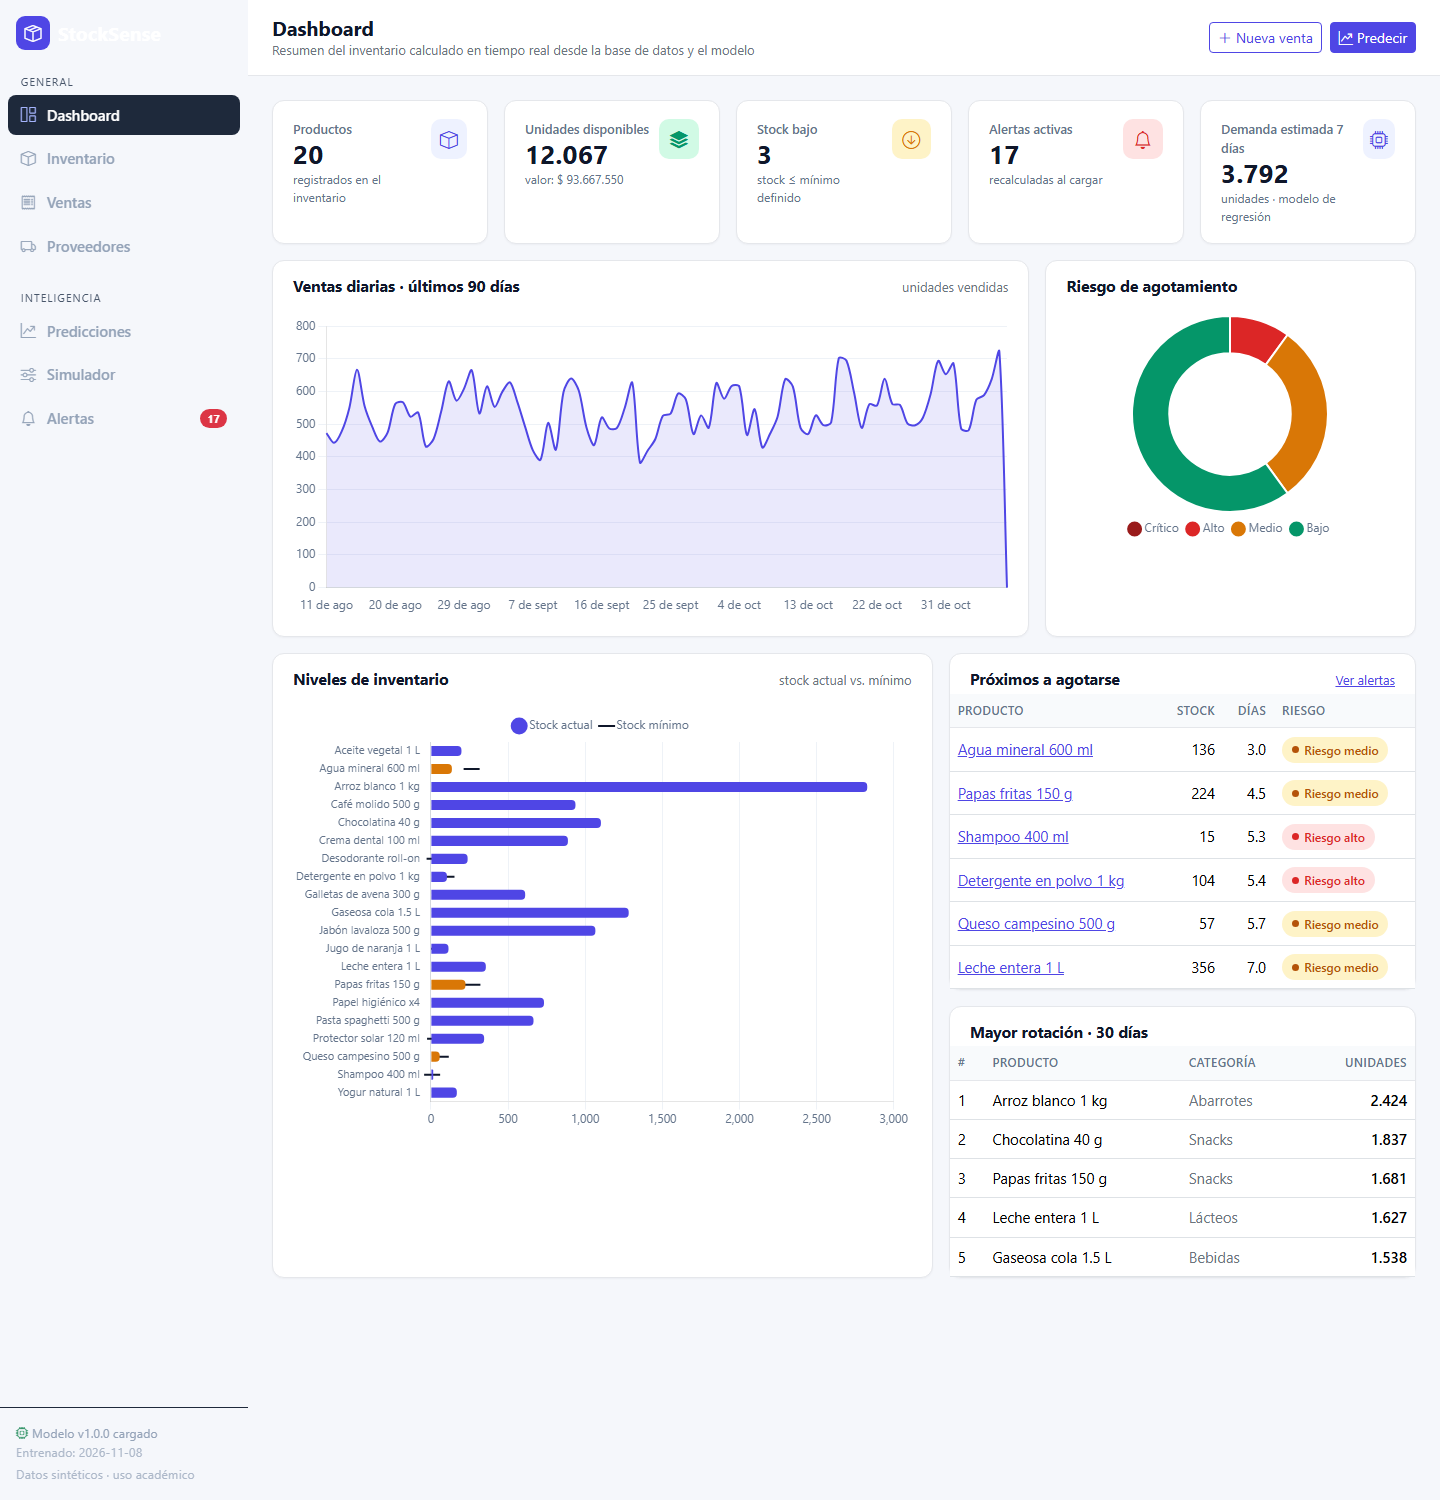 StockSense
GENERAL
Dashboard
Inventario
Ventas
Proveedores
INTELIGENCIA
Predicciones
Simulador
Alertas
17
Modelo v1.0.0 cargado
Entrenado: 2026-11-08
Datos sintéticos · uso académico
Dashboard
Resumen del inventario calculado en tiempo real desde la base de datos y el modelo
Nueva venta
Predecir
Productos
20
registrados en el
inventario
Unidades disponibles
12.067
valor: $ 93.667.550
Stock bajo
3
stock ≤ mínimo
definido
Alertas activas
17
recalculadas al cargar
Demanda estimada 7
días
3.792
unidades · modelo de
regresión
Ventas diarias · últimos 90 días
unidades vendidas
800
700
600
500
400
300
200
100
0
11 de ago
20 de ago
29 de ago
7 de sept
16 de sept
25 de sept
4 de oct
13 de oct
22 de oct
31 de oct
Riesgo de agotamiento
Crítico
Alto
Medio
Bajo
Niveles de inventario
stock actual vs. mínimo
Stock actual
Stock mínimo
Aceite vegetal 1 L
Agua mineral 600 ml
Arroz blanco 1 kg
Café molido 500 g
Chocolatina 40 g
Crema dental 100 ml
Desodorante roll-on
Detergente en polvo 1 kg
Galletas de avena 300 g
Gaseosa cola 1.5 L
Jabón lavaloza 500 g
Jugo de naranja 1 L
Leche entera 1 L
Papas fritas 150 g
Papel higiénico x4
Pasta spaghetti 500 g
Protector solar 120 ml
Queso campesino 500 g
Shampoo 400 ml
Yogur natural 1 L
0
500
1,000
1,500
2,000
2,500
3,000
Próximos a agotarse
Ver alertas
PRODUCTO STOCK DÍAS RIESGO
Agua mineral 600 ml 136 3.0 Riesgo medio
Papas fritas 150 g 224 4.5 Riesgo medio
Shampoo 400 ml 15 5.3 Riesgo alto
Detergente en polvo 1 kg 104 5.4 Riesgo alto
Queso campesino 500 g 57 5.7 Riesgo medio
Leche entera 1 L 356 7.0 Riesgo medio
Mayor rotación · 30 días
# PRODUCTO CATEGORÍA UNIDADES
1 Arroz blanco 1 kg Abarrotes 2.424
2 Chocolatina 40 g Snacks 1.837
3 Papas fritas 150 g Snacks 1.681
4 Leche entera 1 L Lácteos 1.627
5 Gaseosa cola 1.5 L Bebidas 1.538